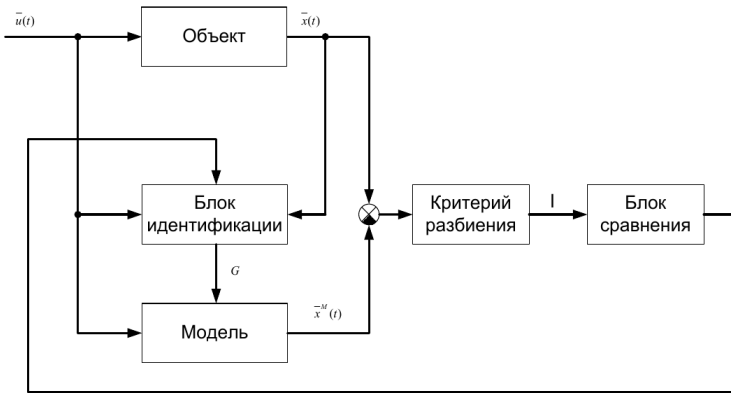 u̅(t)
Объект
x̅(t)
Блок
идентификации
Критерий
разбиения
I
Блок
сравнения
G
Модель
x̅ᴹ(t)